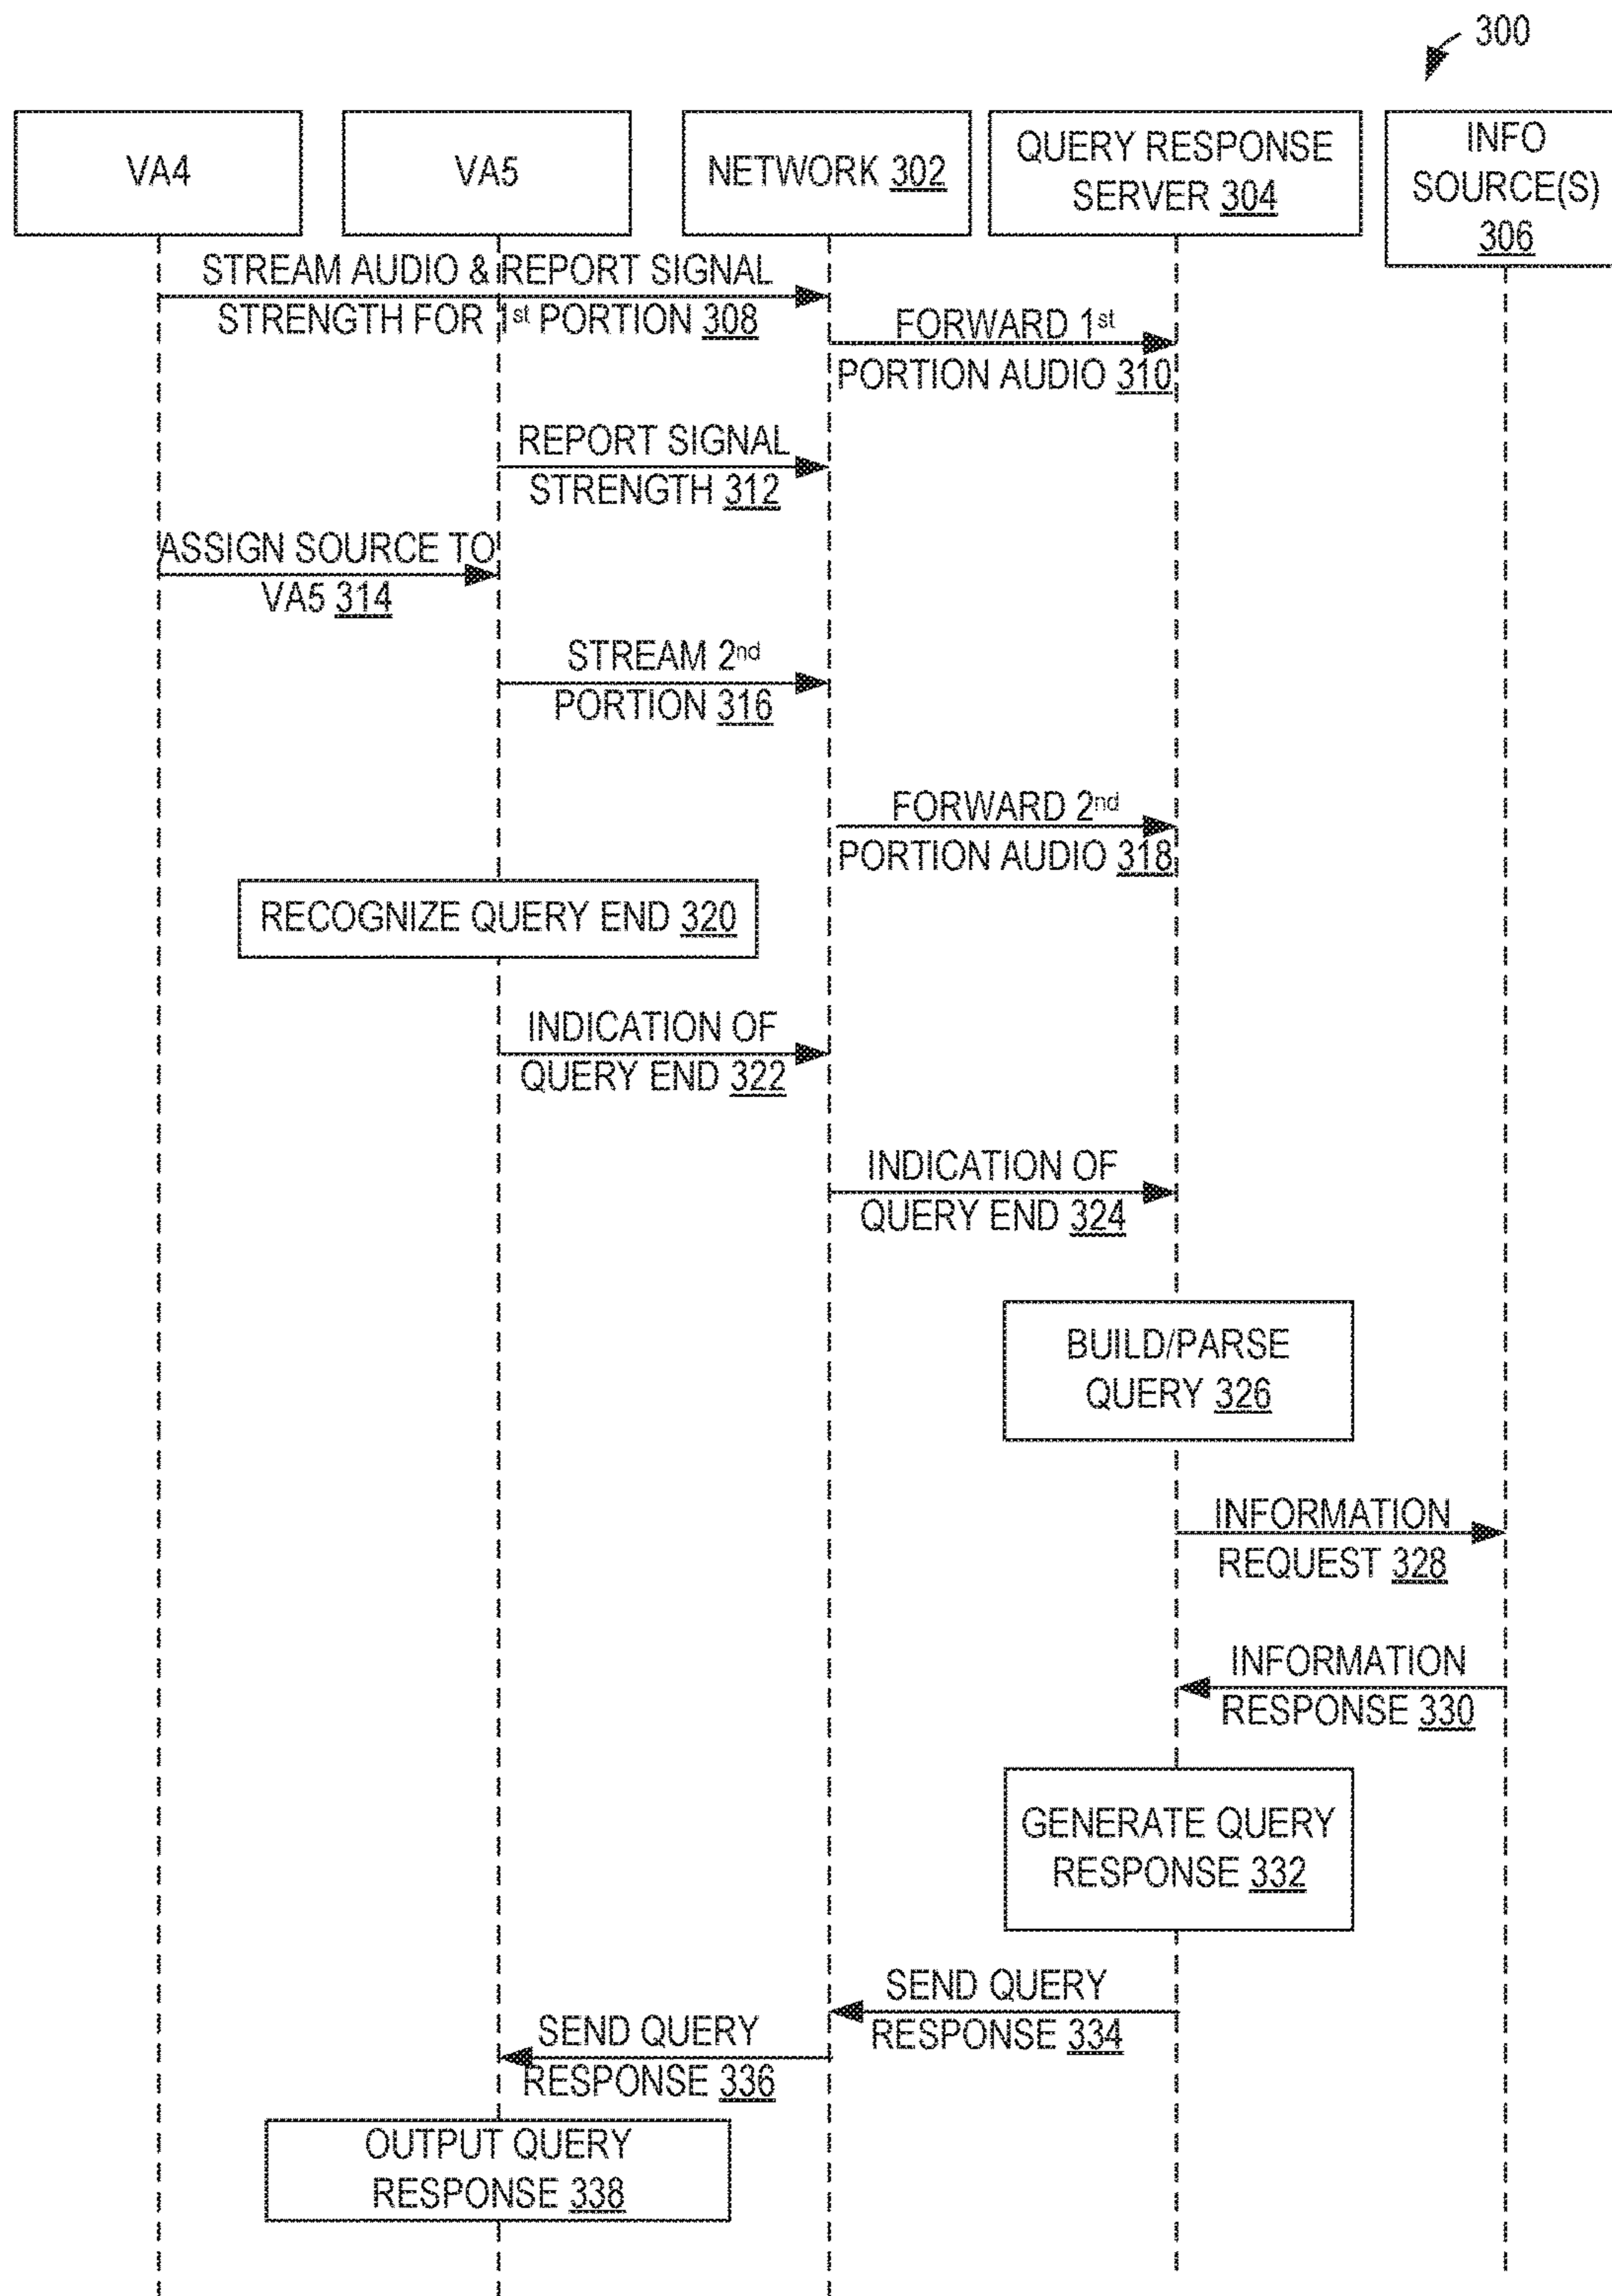 300
VA4
VA5
NETWORK 302
QUERY RESPONSE
SERVER 304
INFO
SOURCE(S)
306
STREAM AUDIO & REPORT SIGNAL
STRENGTH FOR 1st PORTION 308
FORWARD 1st
PORTION AUDIO 310
REPORT SIGNAL
STRENGTH 312
ASSIGN SOURCE TO
VA5 314
STREAM 2nd
PORTION 316
FORWARD 2nd
PORTION AUDIO 318
RECOGNIZE QUERY END 320
INDICATION OF
QUERY END 322
INDICATION OF
QUERY END 324
BUILD/PARSE
QUERY 326
INFORMATION
REQUEST 328
INFORMATION
RESPONSE 330
GENERATE QUERY
RESPONSE 332
SEND QUERY
RESPONSE 334
SEND QUERY
RESPONSE 336
OUTPUT QUERY
RESPONSE 338